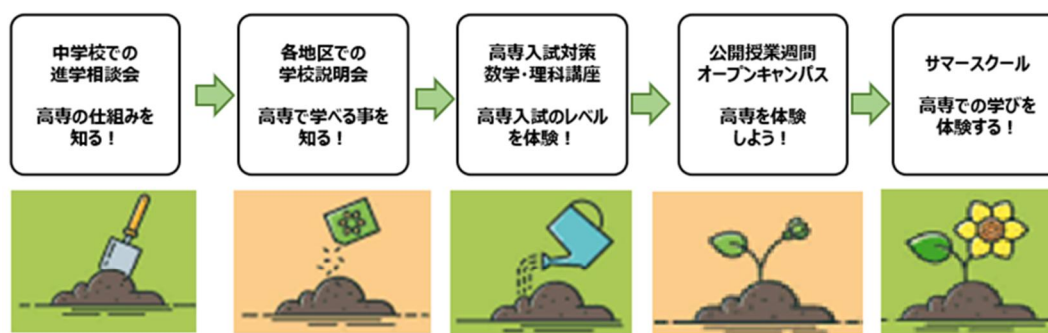 中学校での
進学相談会
高専の仕組みを
知る！
各地区での
学校説明会
高専で学べる事を
知る！
高専入試対策
数学・理科講座
高専入試のレベル
を体験！
公開授業週間
オープンキャンパス
高専を体験
しよう！
サマースクール
高専での学びを
体験する！